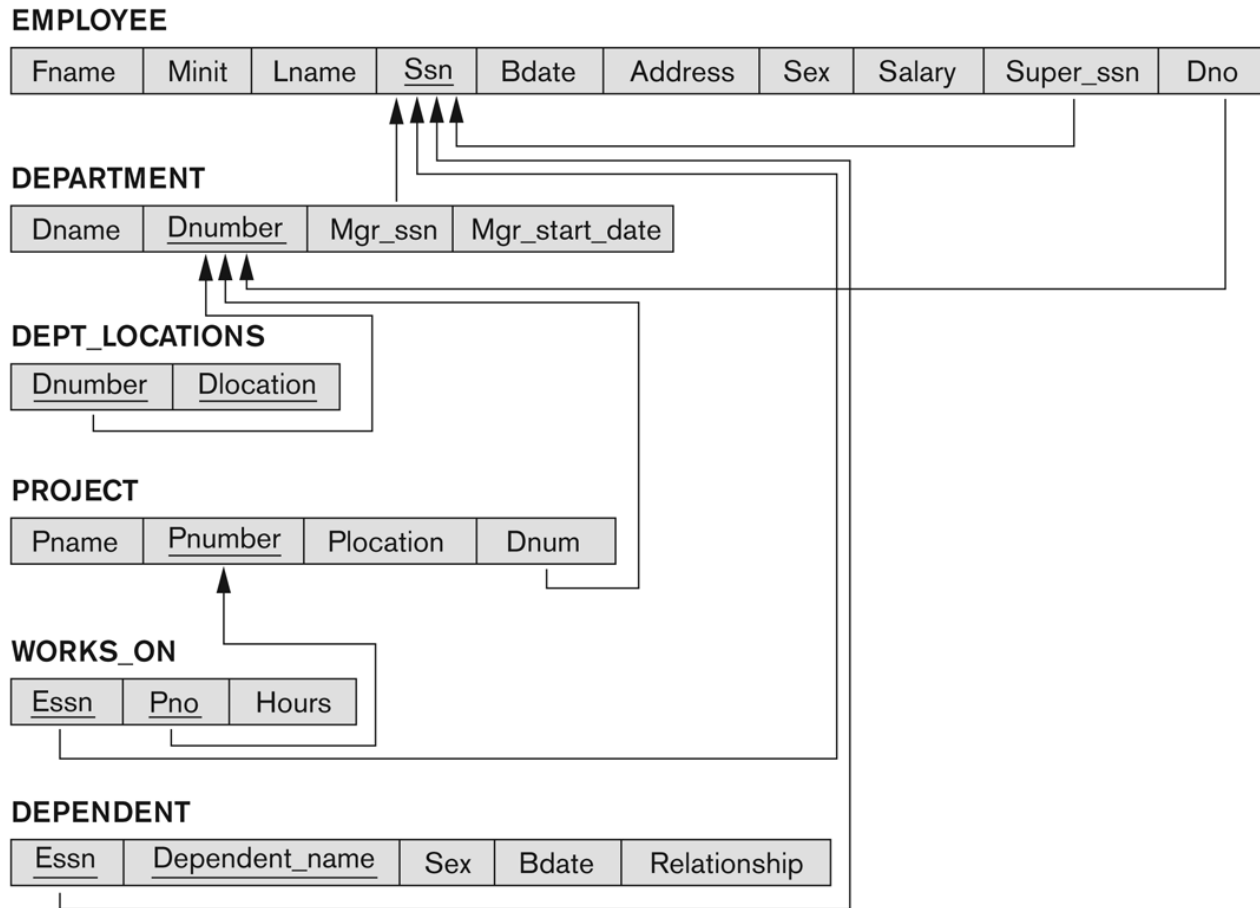 EMPLOYEE
Fname Minit Lname Ssn Bdate Address Sex Salary Super_ssn Dno
DEPARTMENT
Dname Dnumber Mgr_ssn Mgr_start_date
DEPT_LOCATIONS
Dnumber Dlocation
PROJECT
Pname Pnumber Plocation Dnum
WORKS_ON
Essn Pno Hours
DEPENDENT
Essn Dependent_name Sex Bdate Relationship